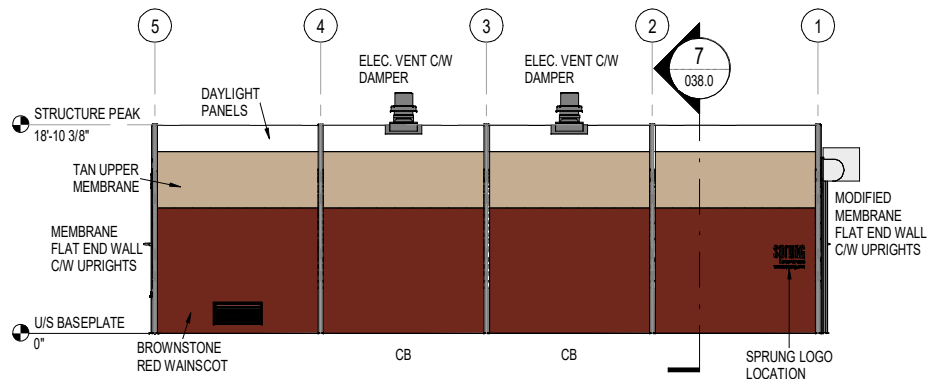 5
4
3
2
1
ELEC. VENT C/W
DAMPER
ELEC. VENT C/W
DAMPER
7
038.0
DAYLIGHT
PANELS
STRUCTURE PEAK
18'-10 3/8"
TAN UPPER
MEMBRANE
MEMBRANE
FLAT END WALL
C/W UPRIGHTS
MODIFIED
MEMBRANE
FLAT END WALL
C/W UPRIGHTS
sprung
U/S BASEPLATE
0"
BROWNSTONE
RED WAINSCOT
CB
CB
SPRUNG LOGO
LOCATION